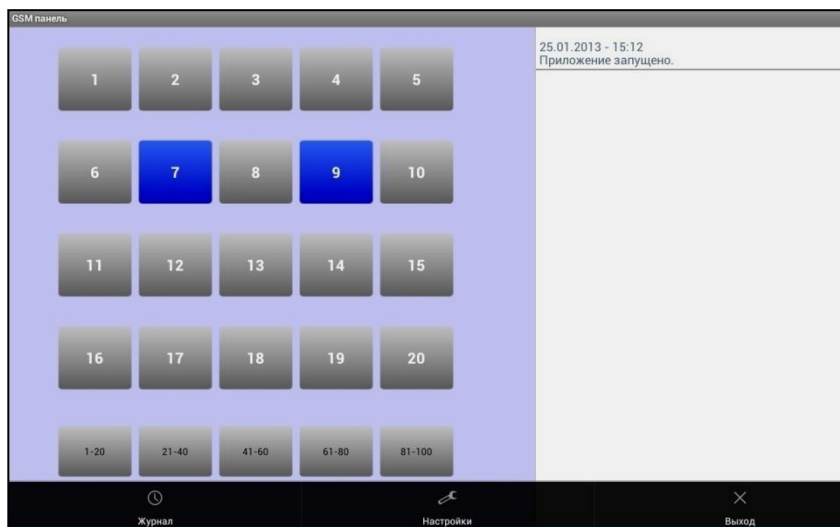 GSM панель
1 2 3 4 5
6 7 8 9 10
11 12 13 14 15
16 17 18 19 20
1-20 21-40 41-60 61-80 81-100
25.01.2013 - 15:12
Приложение запущено.
Журнал Настройки Выход